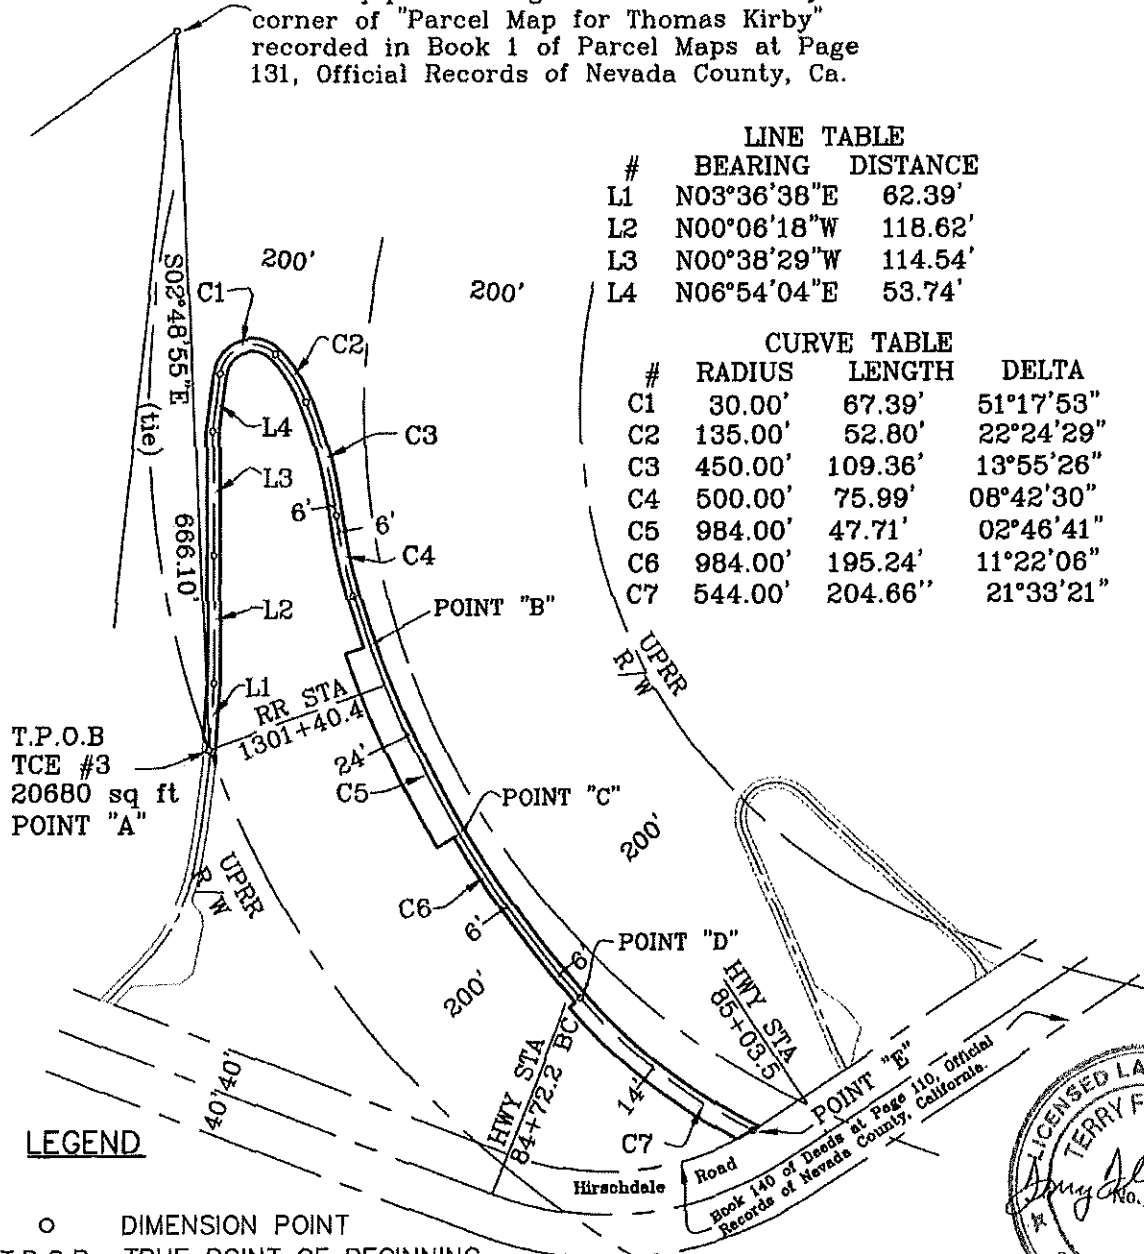 corner of "Parcel Map for Thomas Kirby"
recorded in Book 1 of Parcel Maps at Page
131, Official Records of Nevada County, Ca.
LINE TABLE
# BEARING DISTANCE
L1 N03°36'38"E 62.39'
L2 N00°06'18"W 118.62'
L3 N00°38'29"W 114.54'
L4 N06°54'04"E 53.74'
CURVE TABLE
# RADIUS LENGTH DELTA
C1 30.00' 67.39' 51°17'53"
C2 135.00' 52.80' 22°24'29"
C3 450.00' 109.36' 13°55'26"
C4 500.00' 75.99' 08°42'30"
C5 984.00' 47.71' 02°46'41"
C6 984.00' 195.24' 11°22'06"
C7 544.00' 204.66'' 21°33'21"
200'
200'
S02°48'55"E
(tie)
666.10'
C1
C2
L4
C3
L3
6'
6'
C4
L2
POINT "B"
L1
RR STA
1301+40.4
UPRR
R/W
T.P.O.B
TCE #3
20680 sq ft
POINT "A"
24'
C5
POINT "C"
200'
UPRR
R/W
C6
6'
POINT "D"
6'
200'
HWY STA
85+03.5
HWY STA
84+72.2 BC
14'
POINT "E"
C7
40'
40'
Hirschdale Road
Book 140 of Deeds at Page 110, Official
Records of Nevada County, California.
LEGEND
DIMENSION POINT
T.P.O.B. TRUE POINT OF BEGINNING
LICENSED LA
TERRY F
No.